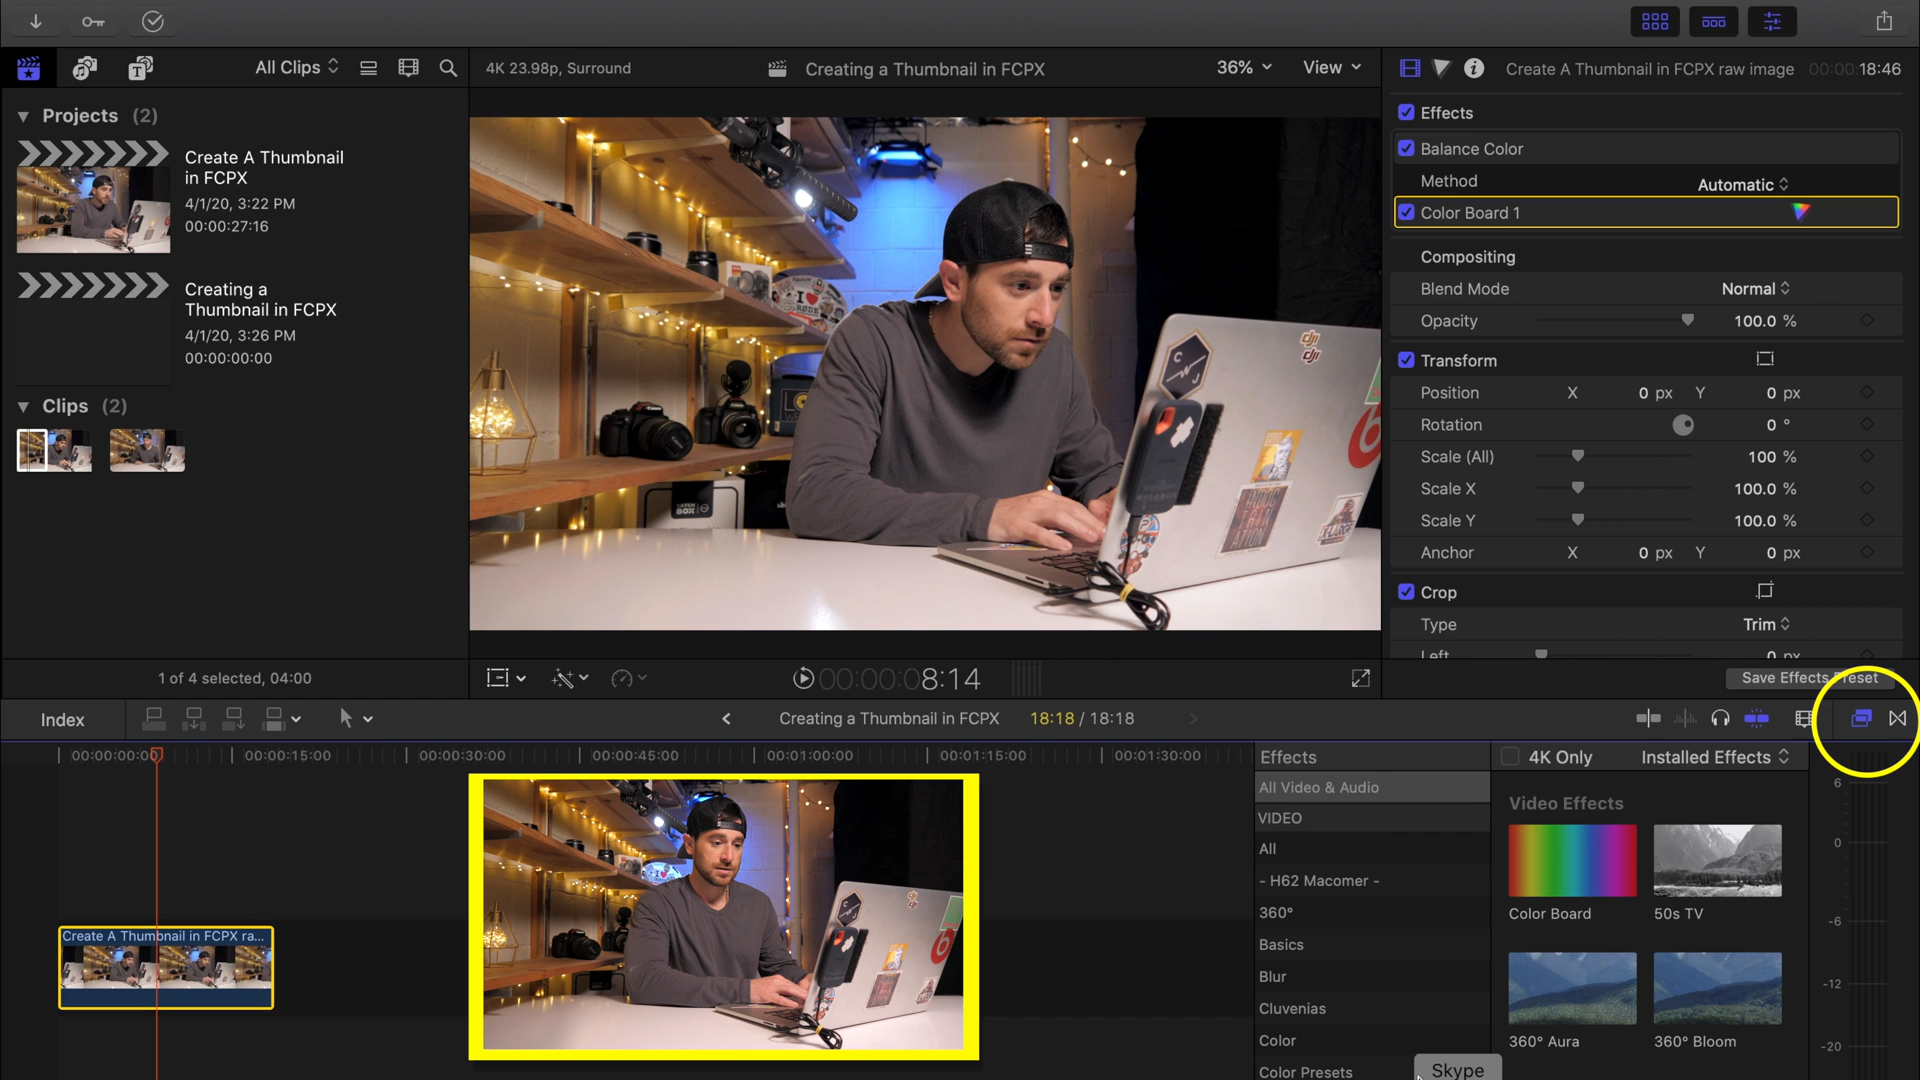 All Clips
4K 23.98p, Surround
Creating a Thumbnail in FCPX
36%
View
Create A Thumbnail in FCPX raw image
00:00:18:46
Projects (2)
Create A Thumbnail
in FCPX
4/1/20, 3:22 PM
00:00:27:16
Creating a
Thumbnail in FCPX
4/1/20, 3:26 PM
00:00:00:00
Clips (2)
1 of 4 selected, 04:00
I ❤ RØDE
CWJ
dji
dji
00:00:08:14
Effects
Balance Color
Method Automatic
Color Board 1
Compositing
Blend Mode Normal
Opacity 100.0 %
Transform
Position X 0 px Y 0 px
Rotation 0 °
Scale (All) 100 %
Scale X 100.0 %
Scale Y 100.0 %
Anchor X 0 px Y 0 px
Crop
Type Trim
Left 0 px
Save Effects Preset
Index
Creating a Thumbnail in FCPX
18:18 / 18:18
00:00:00:00
00:00:15:00
00:00:30:00
00:00:45:00
00:01:00:00
00:01:15:00
00:01:30:00
Create A Thumbnail in FCPX ra...
Effects
4K Only
Installed Effects
All Video & Audio
VIDEO
All
- H62 Macomer -
360°
Basics
Blur
Cluvenias
Color
Color Presets
Video Effects
Color Board
50s TV
360° Aura
360° Bloom
Skype
6
0
-6
-12
-20